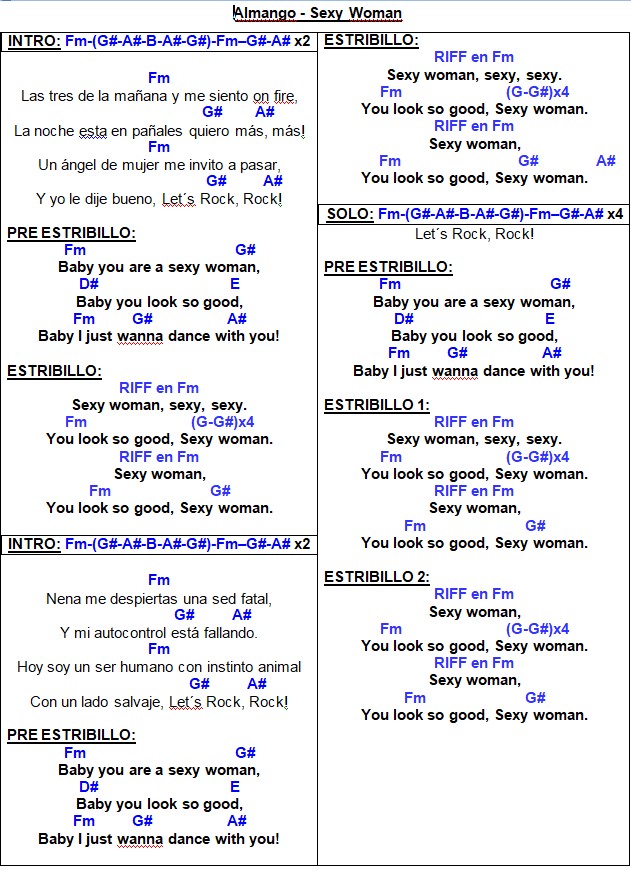 Almango - Sexy Woman
INTRO: Fm-(G#-A#-B-A#-G#)-Fm–G#-A# x2
Fm
Las tres de la mañana y me siento on fire,
G# A#
La noche esta en pañales quiero más, más!
Fm
Un ángel de mujer me invito a pasar,
G# A#
Y yo le dije bueno, Let´s Rock, Rock!
PRE ESTRIBILLO:
Fm G#
Baby you are a sexy woman,
D# E
Baby you look so good,
Fm G# A#
Baby I just wanna dance with you!
ESTRIBILLO:
RIFF en Fm
Sexy woman, sexy, sexy.
Fm (G-G#)x4
You look so good, Sexy woman.
RIFF en Fm
Sexy woman,
Fm G#
You look so good, Sexy woman.
INTRO: Fm-(G#-A#-B-A#-G#)-Fm–G#-A# x2
Fm
Nena me despiertas una sed fatal,
G# A#
Y mi autocontrol está fallando.
Fm
Hoy soy un ser humano con instinto animal
G# A#
Con un lado salvaje, Let´s Rock, Rock!
PRE ESTRIBILLO:
Fm G#
Baby you are a sexy woman,
D# E
Baby you look so good,
Fm G# A#
Baby I just wanna dance with you!
ESTRIBILLO:
RIFF en Fm
Sexy woman, sexy, sexy.
Fm (G-G#)x4
You look so good, Sexy woman.
RIFF en Fm
Sexy woman,
Fm G# A#
You look so good, Sexy woman.
SOLO: Fm-(G#-A#-B-A#-G#)-Fm–G#-A# x4
Let´s Rock, Rock!
PRE ESTRIBILLO:
Fm G#
Baby you are a sexy woman,
D# E
Baby you look so good,
Fm G# A#
Baby I just wanna dance with you!
ESTRIBILLO 1:
RIFF en Fm
Sexy woman, sexy, sexy.
Fm (G-G#)x4
You look so good, Sexy woman.
RIFF en Fm
Sexy woman,
Fm G#
You look so good, Sexy woman.
ESTRIBILLO 2:
RIFF en Fm
Sexy woman,
Fm (G-G#)x4
You look so good, Sexy woman.
RIFF en Fm
Sexy woman,
Fm G#
You look so good, Sexy woman.